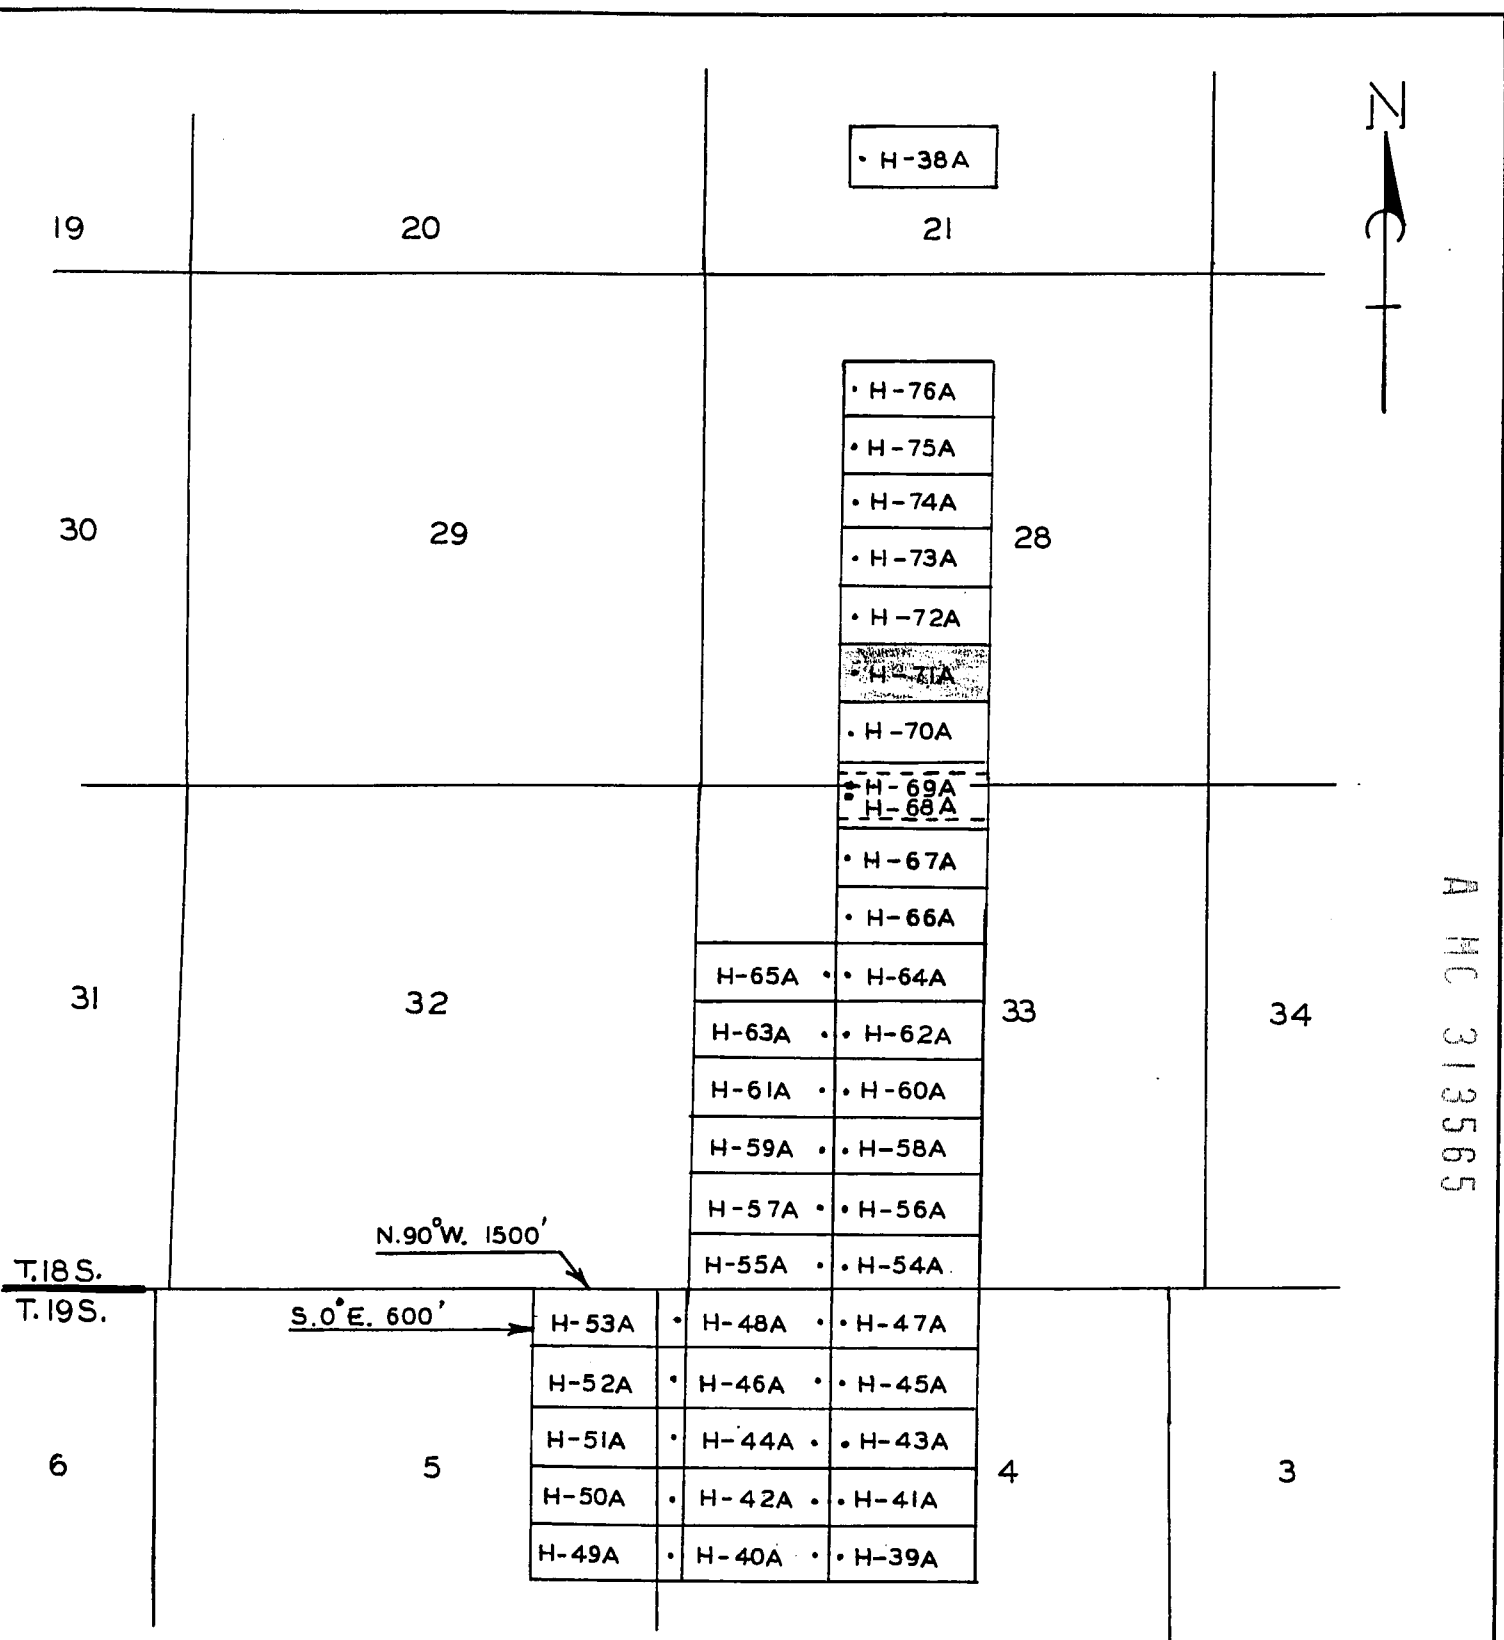 N
H-38A
19 20 21
H-76A
H-75A
H-74A
30 29 28
H-73A
H-72A
H-71A
H-70A
H-69A
H-68A
H-67A
H-66A
H-65A H-64A
31 32 33 34
H-63A H-62A
H-61A H-60A
H-59A H-58A
H-57A H-56A
N.90°W. 1500'
H-55A H-54A
T.18S.
T.19S.
S.0°E. 600'
H-53A H-48A H-47A
H-52A H-46A H-45A
H-51A H-44A H-43A
6 5 4 3
H-50A H-42A H-41A
H-49A H-40A H-39A
A MC 313565